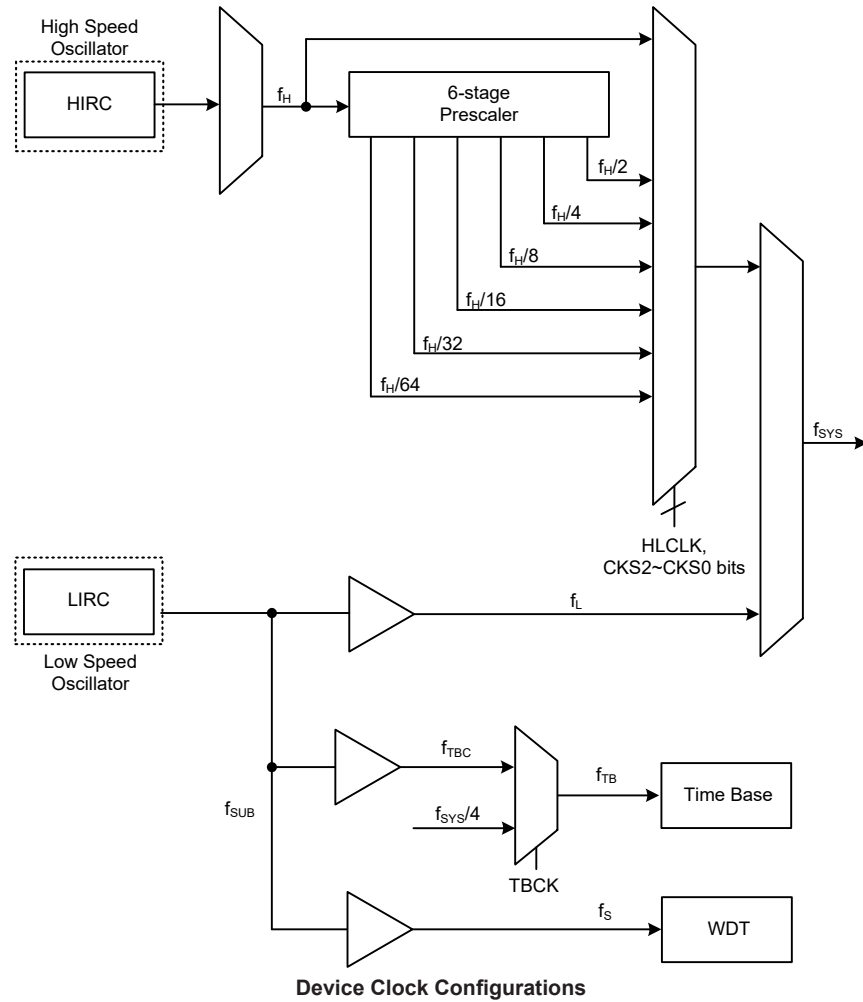 High Speed
Oscillator
HIRC
fH
6-stage
Prescaler
fH/2
fH/4
fH/8
fH/16
fH/32
fH/64
fSYS
HLCLK,
CKS2~CKS0 bits
LIRC
fL
Low Speed
Oscillator
fTBC
fTB
Time Base
fSUB
fSYS/4
TBCK
fS
WDT
Device Clock Configurations